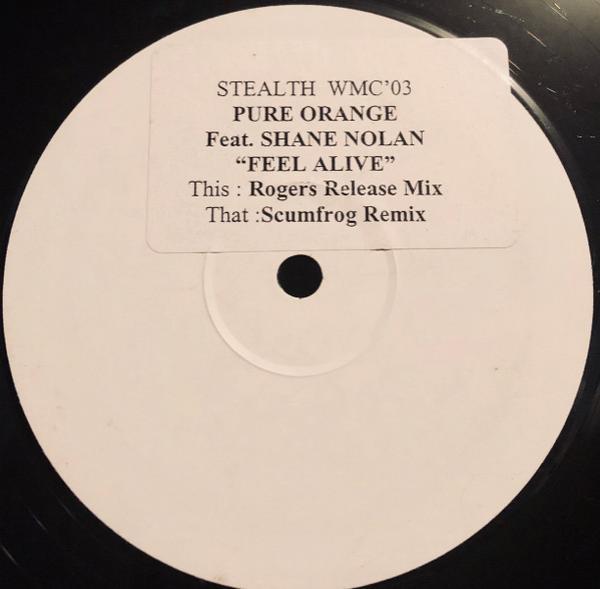 STEALTH WMC’03
PURE ORANGE
Feat. SHANE NOLAN
“FEEL ALIVE”
This : Rogers Release Mix
That :Scumfrog Remix